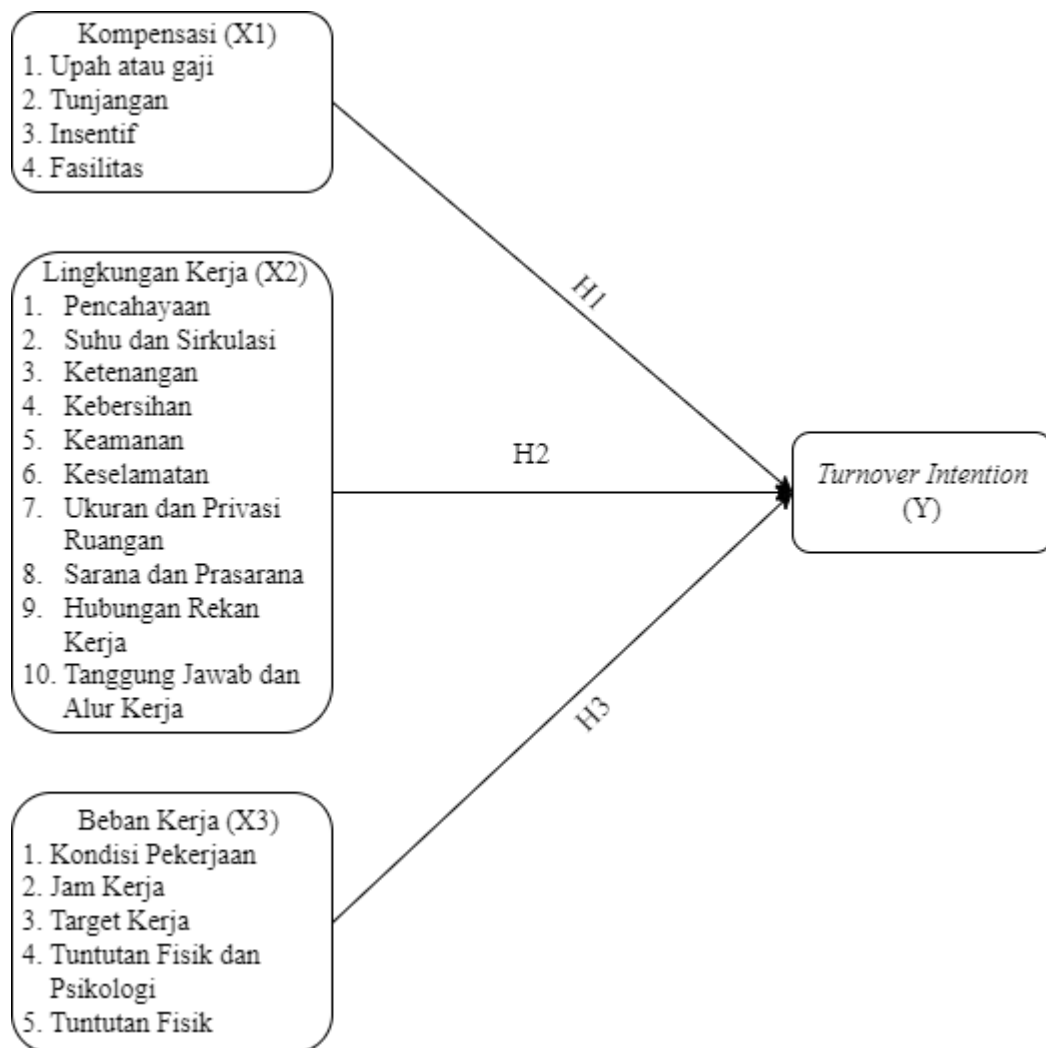 Kompensasi (X1)
1. Upah atau gaji
2. Tunjangan
3. Insentif
4. Fasilitas
Lingkungan Kerja (X2)
1. Pencahayaan
2. Suhu dan Sirkulasi
3. Ketenangan
4. Kebersihan
5. Keamanan
6. Keselamatan
7. Ukuran dan Privasi
Ruangan
8. Sarana dan Prasarana
9. Hubungan Rekan
Kerja
10. Tanggung Jawab dan
Alur Kerja
Beban Kerja (X3)
1. Kondisi Pekerjaan
2. Jam Kerja
3. Target Kerja
4. Tuntutan Fisik dan
Psikologi
5. Tuntutan Fisik
H1
H2
H3
Turnover Intention
(Y)